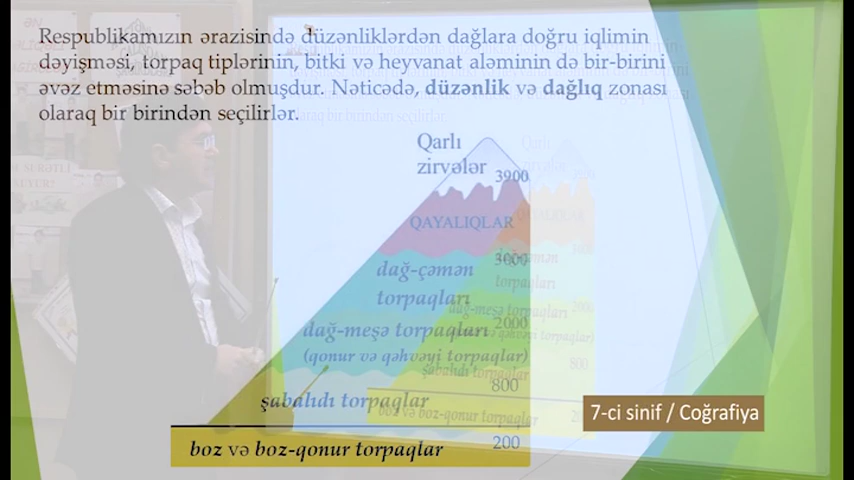 Respublikamızın ərazisində düzənliklərdən dağlara doğru iqlimin
dəyişməsi, torpaq tiplərinin, bitki və heyvanat aləminin də bir-birini
əvəz etməsinə səbəb olmuşdur. Nəticədə, düzənlik və dağlıq zonası
olaraq bir birindən seçilirlər.
Qarlı
zirvələr
3900
QAYALIQLAR
3000
dağ-çəmən
torpaqları
dağ-meşə torpaqları 2000
(qonur və qəhvəyi torpaqlar)
800
şabalıdı torpaqlar
boz və boz-qonur torpaqlar 200
7-ci sinif / Coğrafiya